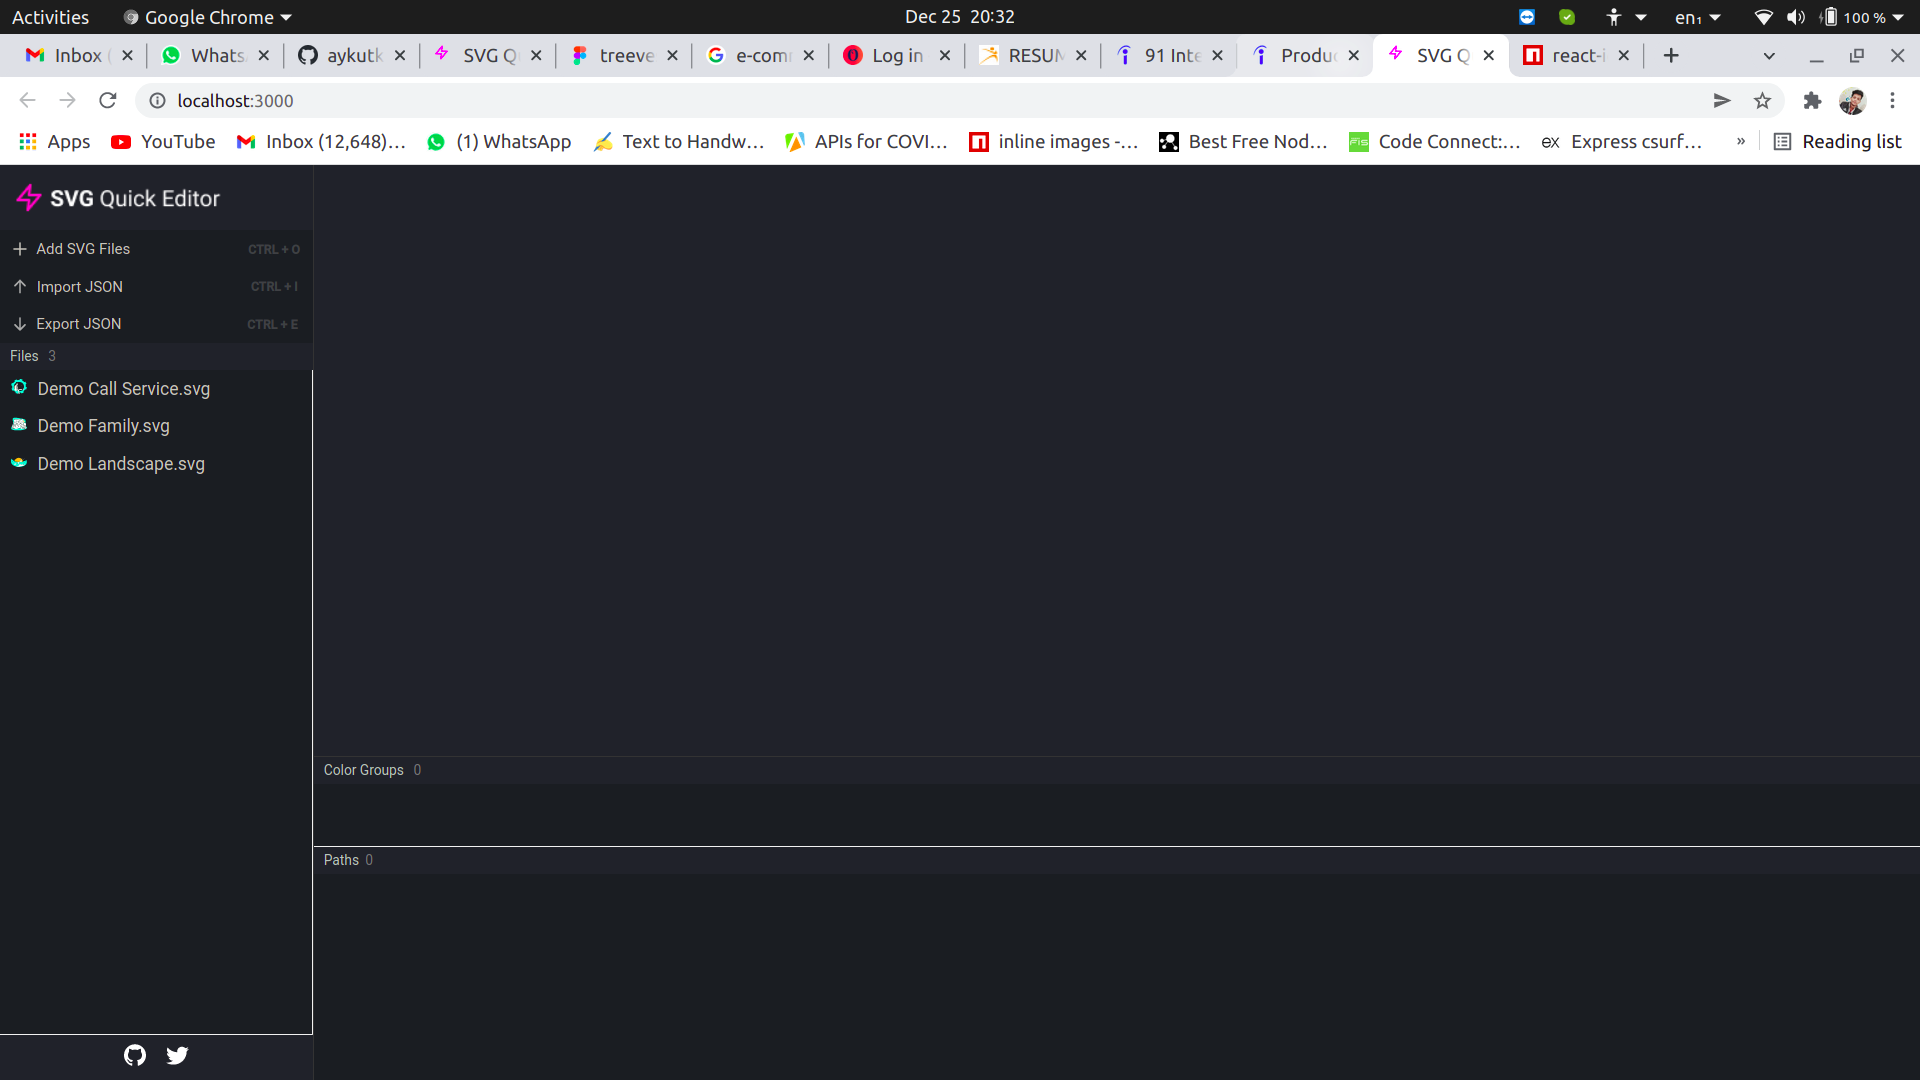 Activities Google Chrome Dec 25 20:32 en₁ 100 %
Inbox ( Whats aykutk SVG Q treeve e-com Log in RESUM 91 Inte Produc SVG Q react-i
localhost:3000
Apps YouTube Inbox (12,648)... (1) WhatsApp Text to Handw... APIs for COVI... inline images -... Best Free Nod... Code Connect:... ex Express csurf... » Reading list
SVG Quick Editor
Add SVG Files CTRL + O
Import JSON CTRL + I
Export JSON CTRL + E
Files 3
Demo Call Service.svg
Demo Family.svg
Demo Landscape.svg
Color Groups 0
Paths 0